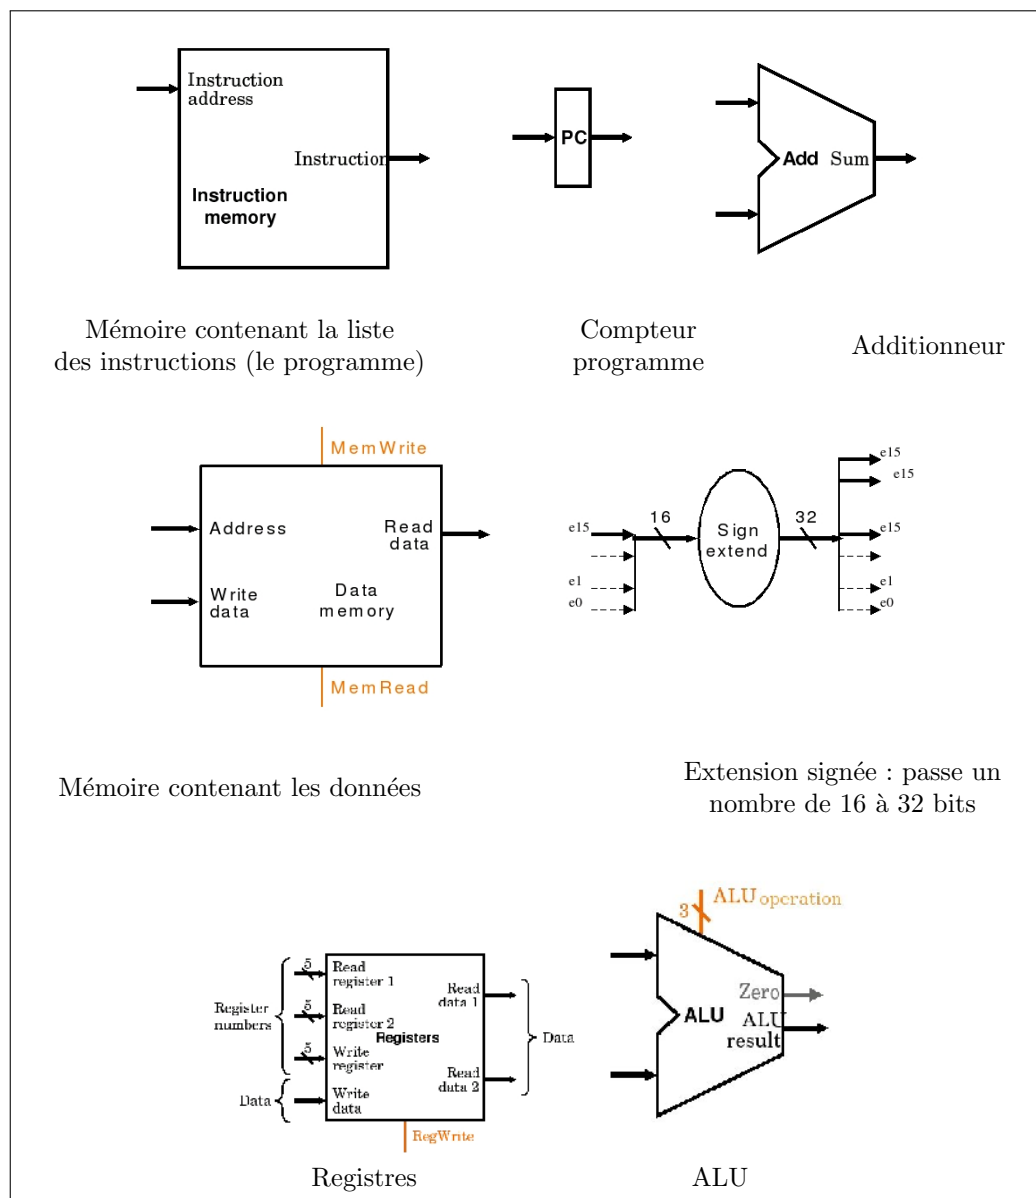 Instruction
address
Instruction
Instruction
memory
PC
Add Sum
Mémoire contenant la liste
des instructions (le programme)
Compteur
programme
Additionneur
MemWrite
Address
Read
data
Write
data
Data
memory
MemRead
e15
e1
e0
16
Sign
extend
32
e15
e15
e15
e1
e0
Mémoire contenant les données
Extension signée : passe un
nombre de 16 à 32 bits
Register
numbers
Data
5
5
5
Read
register 1
Read
register 2
Registers
Write
register
Write
data
Read
data 1
Read
data 2
Data
RegWrite
Registres
3
ALU operation
Zero
ALU
ALU
result
ALU